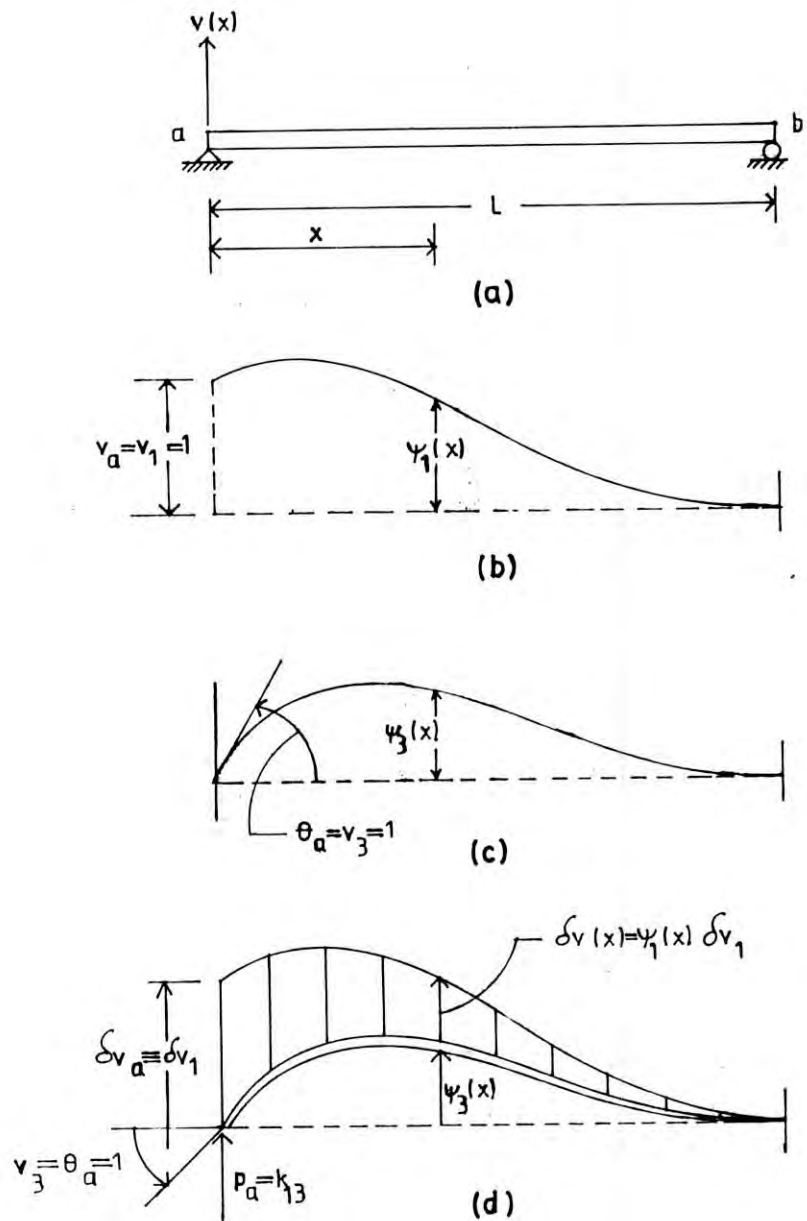 v(x)
a
b
L
x
(a)
v_a=v_1=1
ψ_1(x)
(b)
ψ_3(x)
θ_a=v_3=1
(c)
δv(x)=ψ_1(x) δv_1
δv_a≡δv_1
ψ_3(x)
v_3=θ_a=1
p_a=k_13
(d)